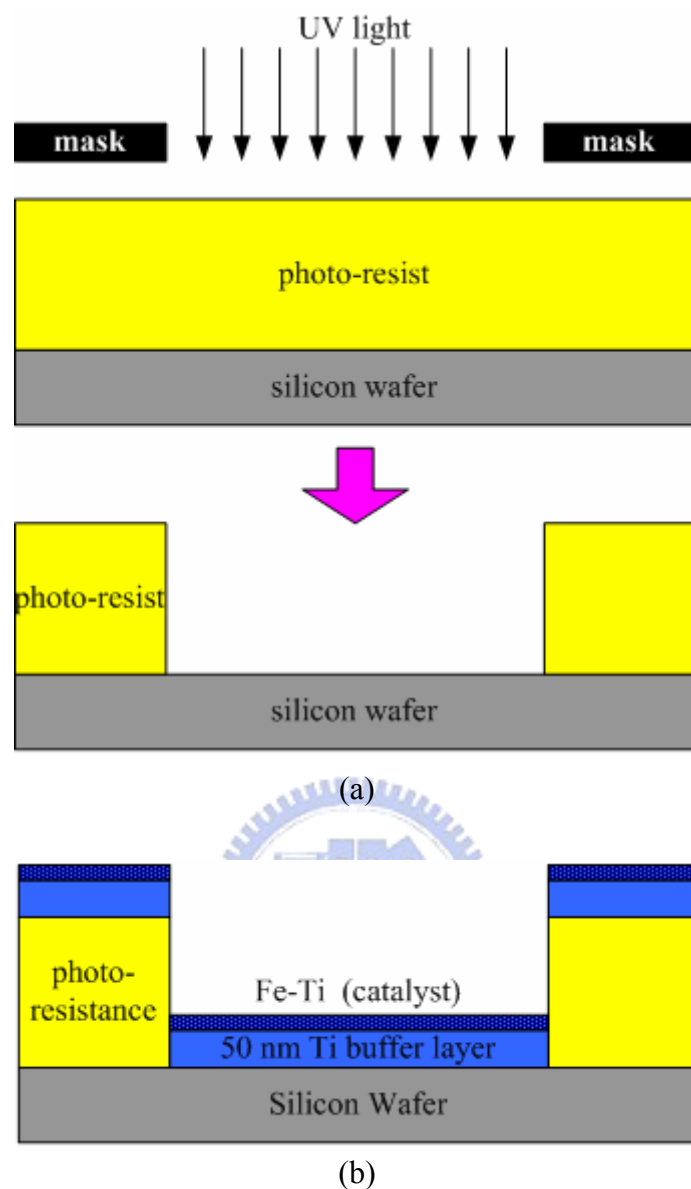 UV light
mask
mask
photo-resist
silicon wafer
photo-resist
silicon wafer
(a)
photo-
resistance
Fe-Ti (catalyst)
50 nm Ti buffer layer
Silicon Wafer
(b)